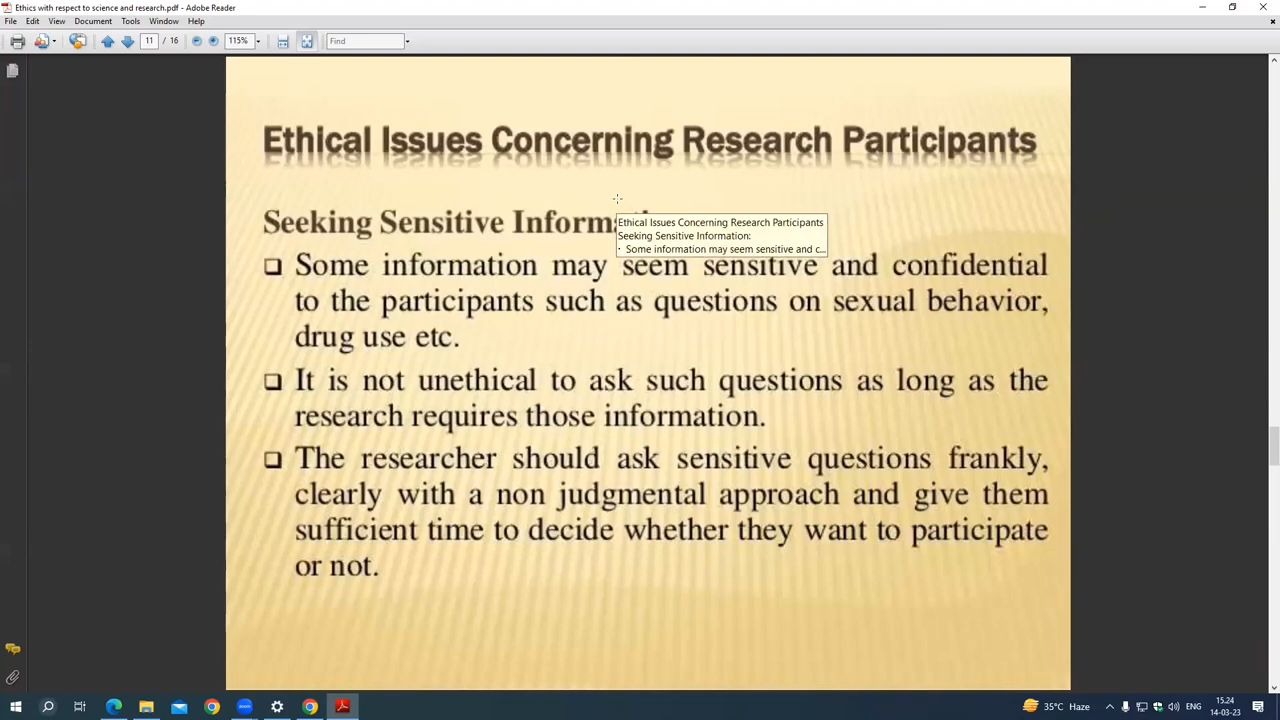 Ethics with respect to science and research.pdf - Adobe Reader
File Edit View Document Tools Window Help
11 / 16 115% Find
Ethical Issues Concerning Research Participants
Seeking Sensitive
Ethical Issues Concerning Research Participants
Seeking Sensitive Information:
· Some information may seem sensitive and c...
Some information may seem sensitive and confidential
to the participants such as questions on sexual behavior,
drug use etc.
It is not unethical to ask such questions as long as the
research requires those information.
The researcher should ask sensitive questions frankly,
clearly with a non judgmental approach and give them
sufficient time to decide whether they want to participate
or not.
35°C Haze ENG 15.24
14-03-23